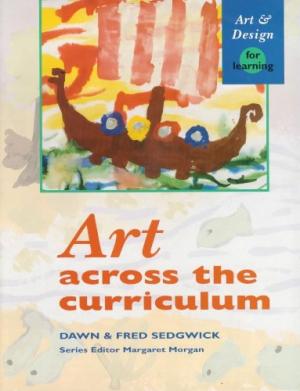 Art &
Design
for
learning
Art
across the
curriculum
DAWN & FRED SEDGWICK
Series Editor Margaret Morgan